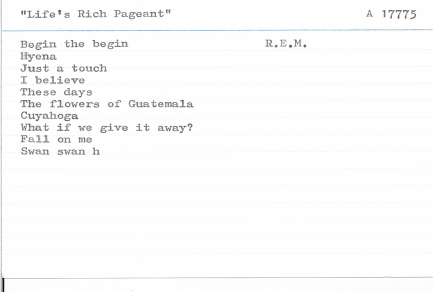 "Life's Rich Pageant" A 17775
Begin the begin R.E.M.
Hyena
Just a touch
I believe
These days
The flowers of Guatemala
Cuyahoga
What if we give it away?
Fall on me
Swan swan h